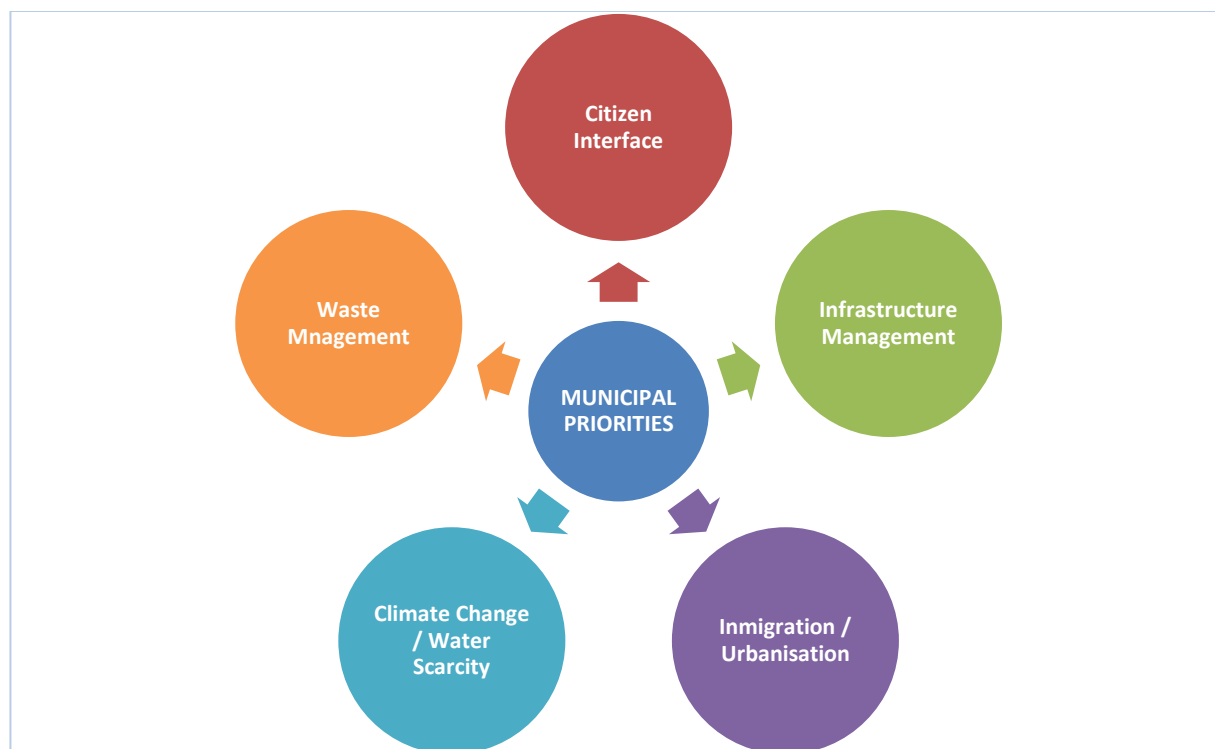 Citizen
Interface
Waste
Mnagement
Infrastructure
Management
MUNICIPAL
PRIORITIES
Climate Change
/ Water
Scarcity
Inmigration /
Urbanisation